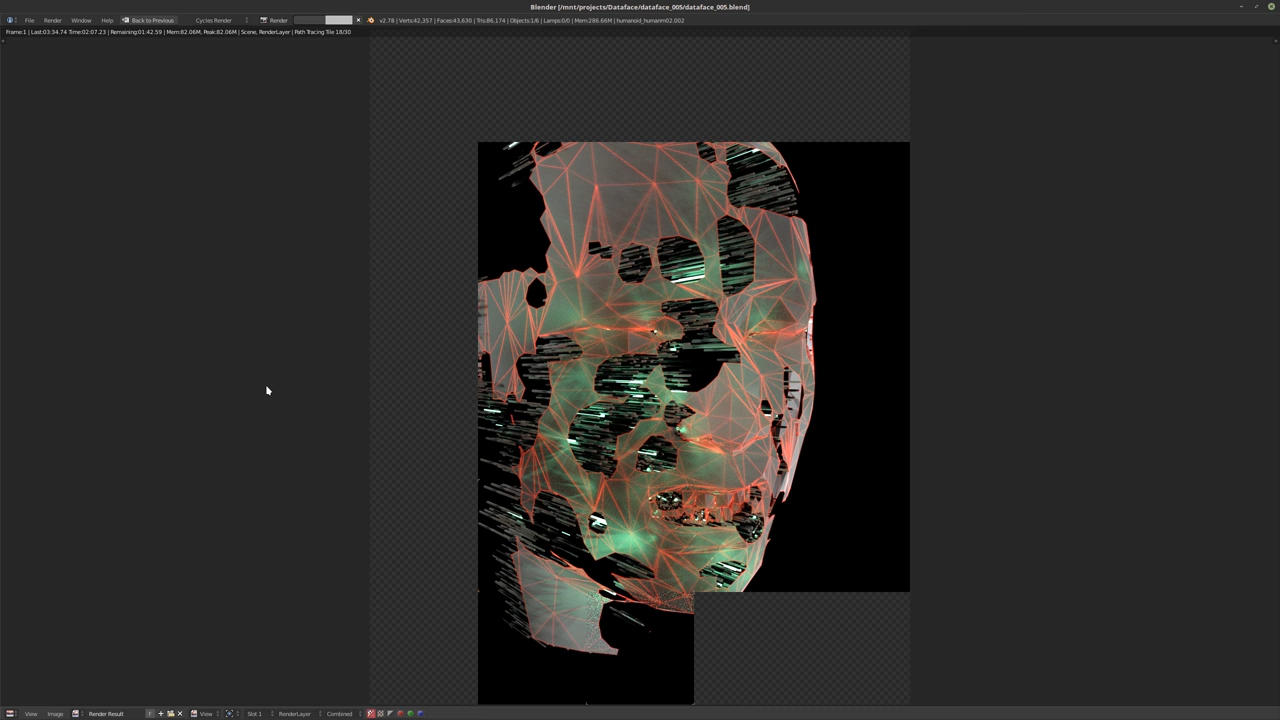 Blender [/mnt/projects/Dataface/dataface_005/dataface_005.blend]
File Render Window Help Back to Previous Cycles Render Render v2.78 | Verts:42,357 | Faces:43,630 | Tris:86,174 | Objects:1/6 | Lamps:0/0 | Mem:286.66M | humanoid_humanm02.002
Frame:1 | Last:03:34.74 Time:02:07.23 | Remaining:01:42.59 | Mem:82.06M, Peak:82.06M | Scene, RenderLayer | Path Tracing Tile 18/30
View Image Render Result F View Slot 1 RenderLayer Combined